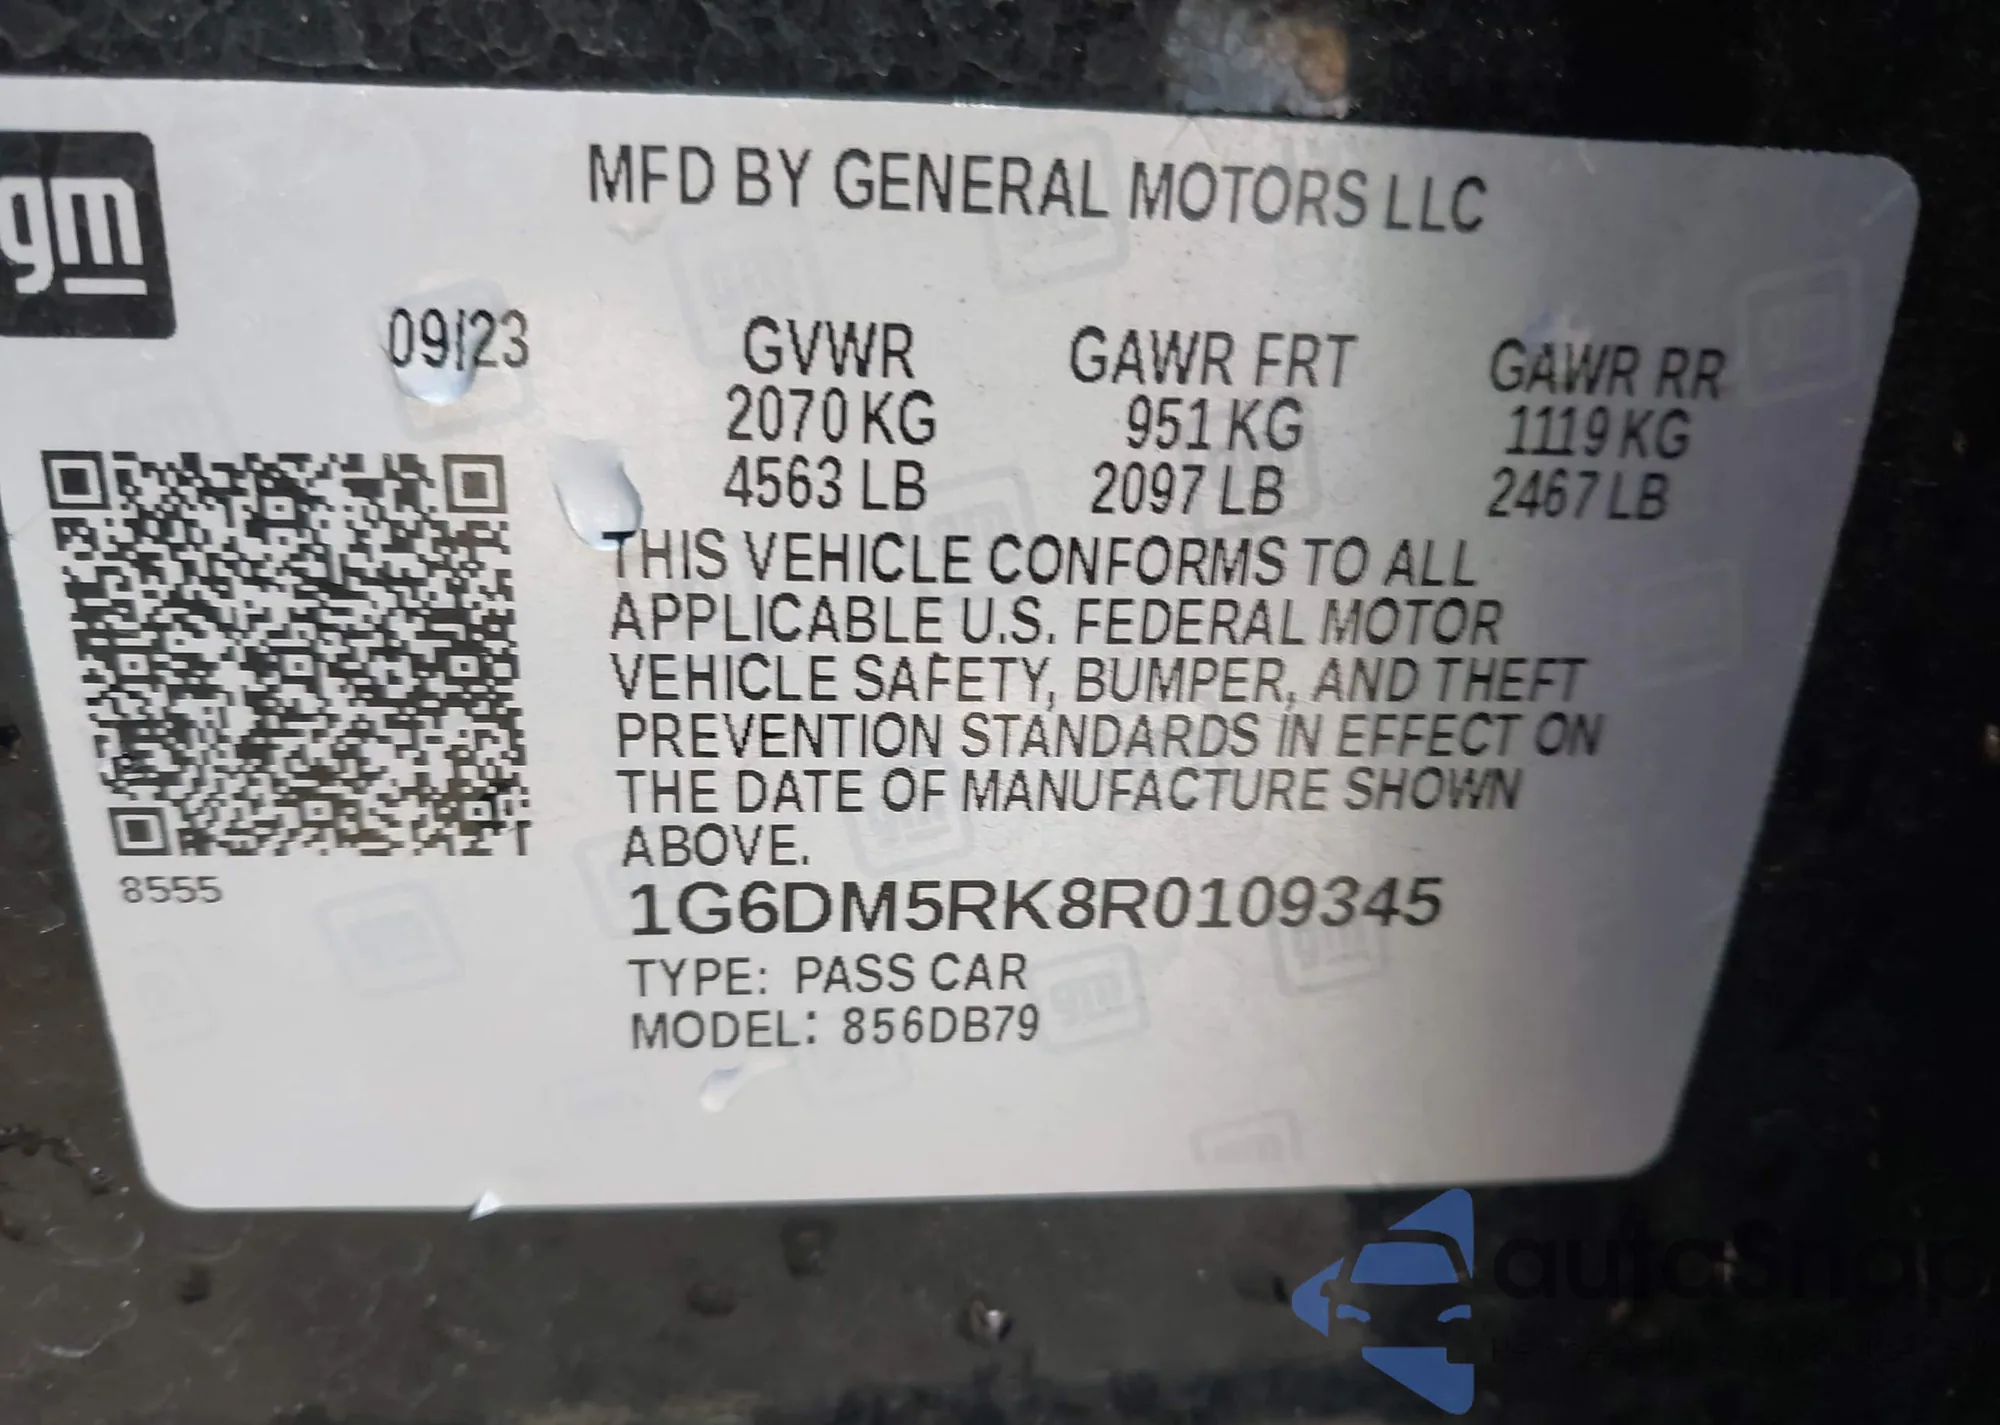 MFD BY GENERAL MOTORS LLC
gm
09/23 GVWR GAWR FRT GAWR RR
2070 KG 951 KG 1119 KG
4563 LB 2097 LB 2467 LB
THIS VEHICLE CONFORMS TO ALL
APPLICABLE U.S. FEDERAL MOTOR
VEHICLE SAFETY, BUMPER, AND THEFT
PREVENTION STANDARDS IN EFFECT ON
THE DATE OF MANUFACTURE SHOWN
ABOVE.
8555
1G6DM5RK8R0109345
TYPE: PASS CAR
MODEL: 856DB79
autoSnap